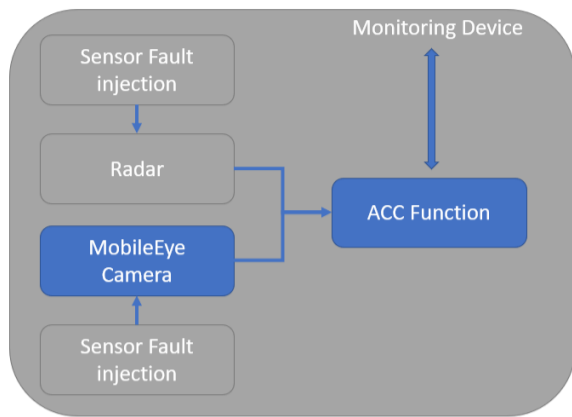 Monitoring Device
Sensor Fault
injection
Radar
ACC Function
MobileEye
Camera
Sensor Fault
injection